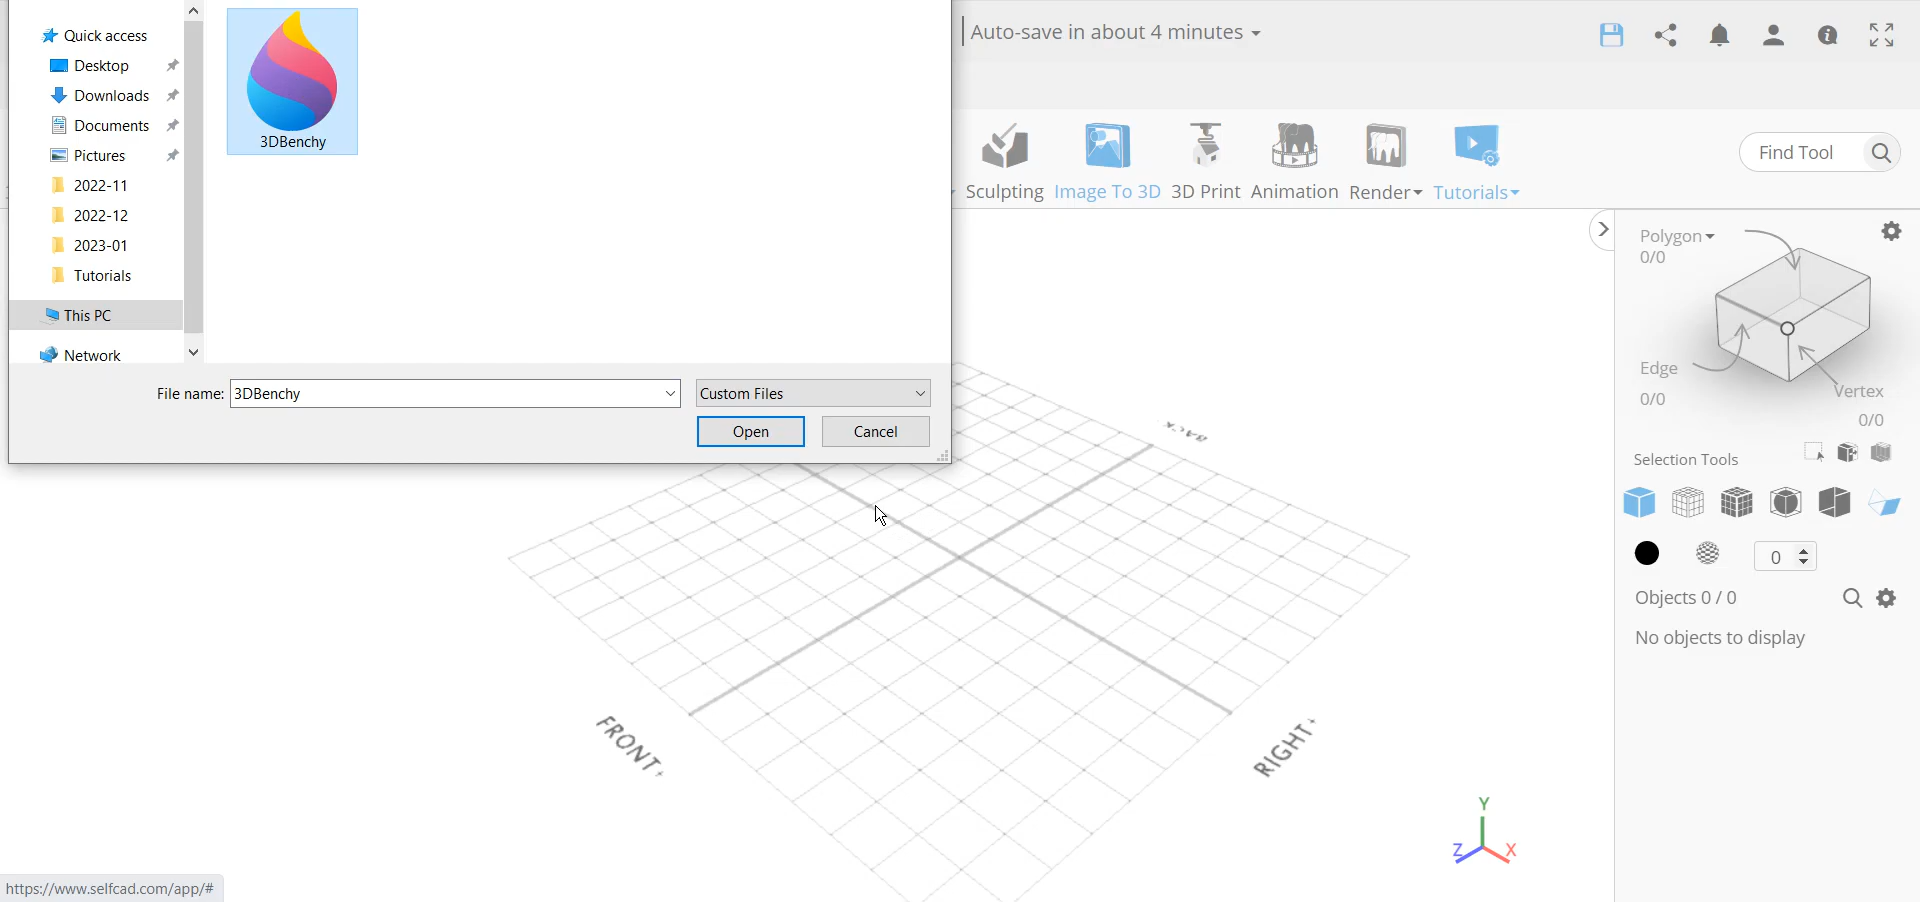 Quick access
Desktop
Downloads
Documents
Pictures
2022-11
2022-12
2023-01
Tutorials
This PC
Network
3DBenchy
File name: 3DBenchy
Custom Files
Open
Cancel
Auto-save in about 4 minutes
Sculpting
Image To 3D
3D Print
Animation
Render
Tutorials
Find Tool
Polygon
0/0
Edge
0/0
Vertex
0/0
Selection Tools
0
Objects 0 / 0
No objects to display
BACK
FRONT+
RIGHT+
Y
Z
X
https://www.selfcad.com/app/#